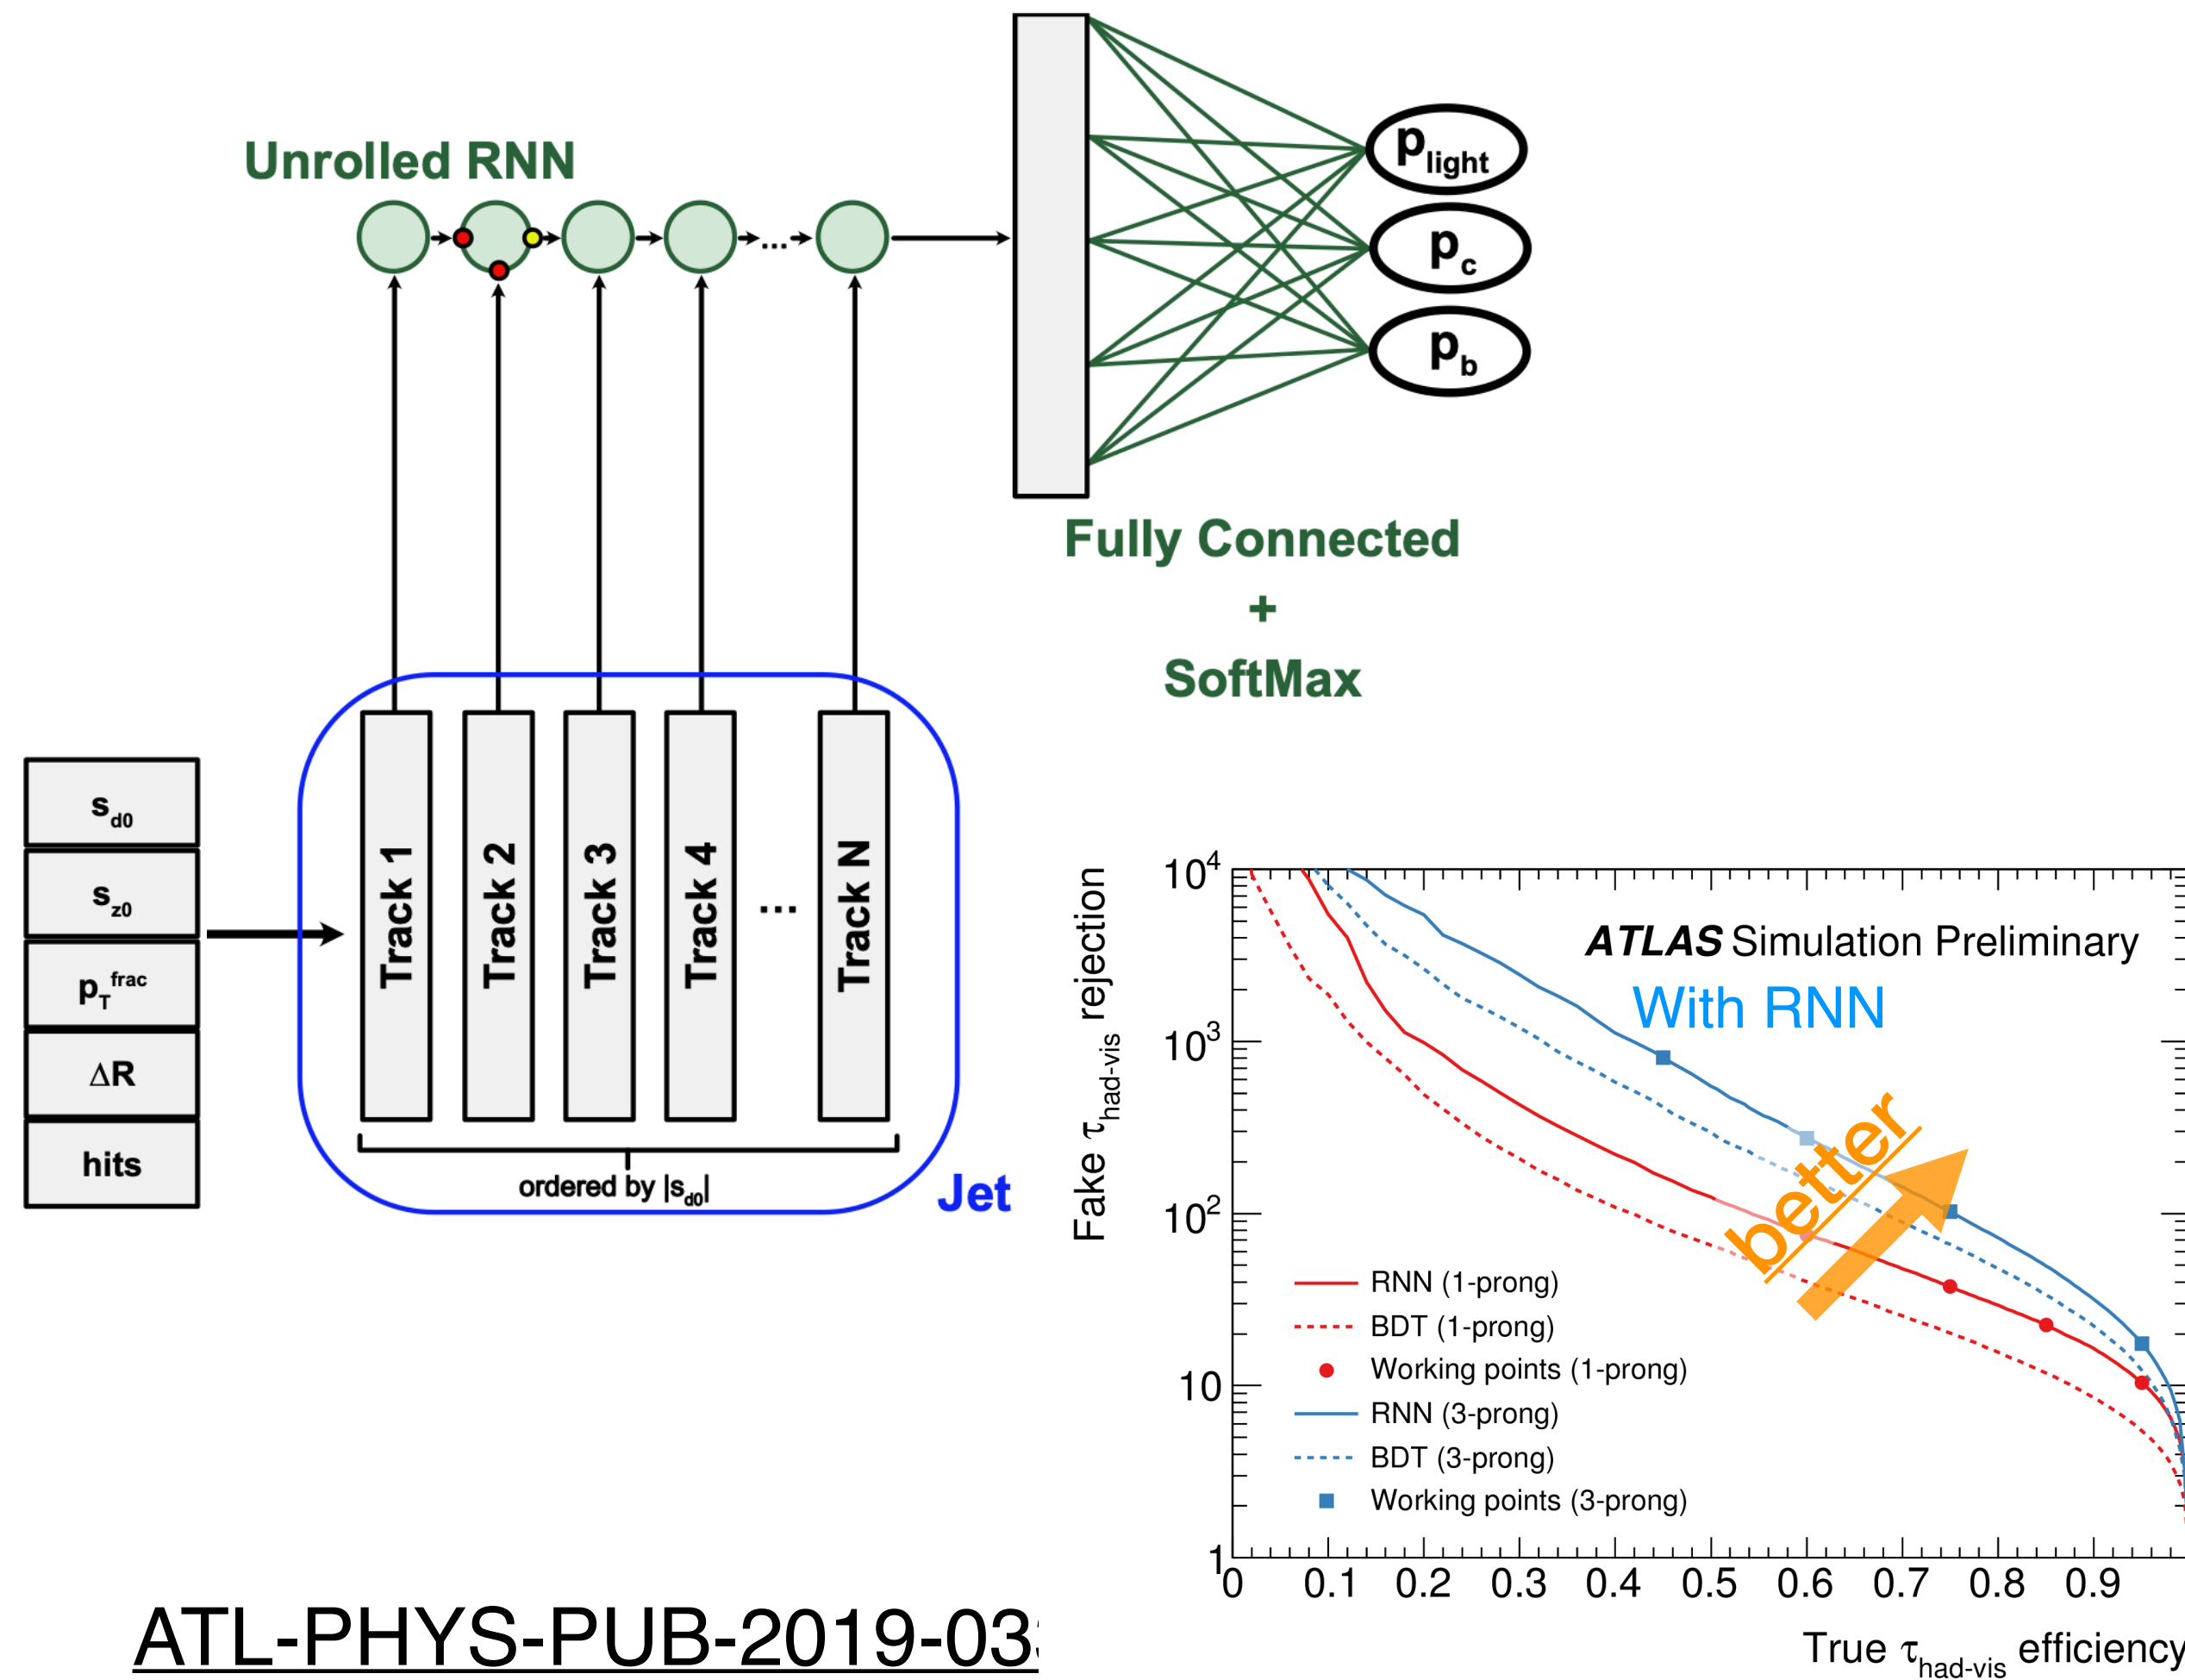 Unrolled RNN
p_light
p_c
p_b
Fully Connected
+
SoftMax
s_d0
s_z0
p_T^frac
ΔR
hits
Track 1
Track 2
Track 3
Track 4
...
Track N
...
ordered by |s_d0|
Jet
ATLAS Simulation Preliminary
With RNN
better
Fake τ_had-vis rejection
10^4
10^3
10^2
10
1
RNN (1-prong)
BDT (1-prong)
Working points (1-prong)
RNN (3-prong)
BDT (3-prong)
Working points (3-prong)
0 0.1 0.2 0.3 0.4 0.5 0.6 0.7 0.8 0.9
True τ_had-vis efficiency
ATL-PHYS-PUB-2019-03